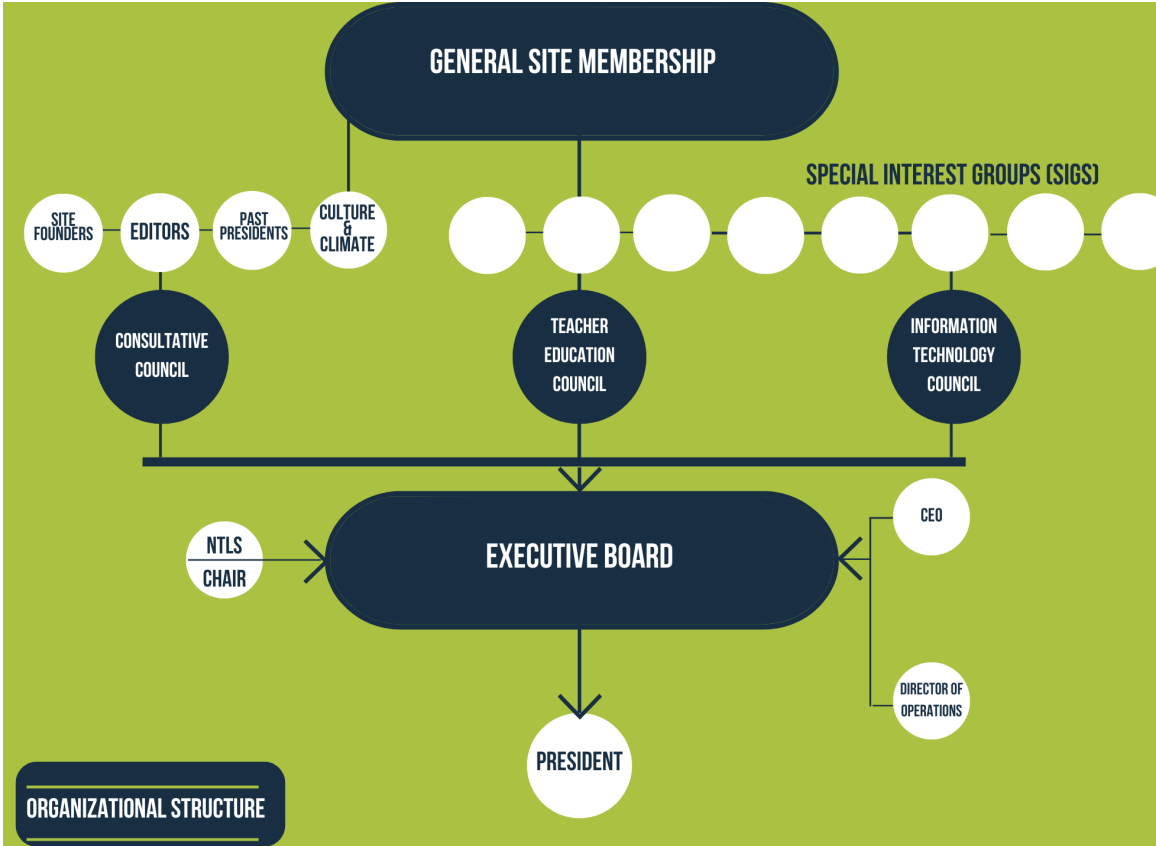 GENERAL SITE MEMBERSHIP
SPECIAL INTEREST GROUPS (SIGS)
SITE
FOUNDERS
EDITORS
PAST
PRESIDENTS
CULTURE
&
CLIMATE
CONSULTATIVE
COUNCIL
TEACHER
EDUCATION
COUNCIL
INFORMATION
TECHNOLOGY
COUNCIL
NTLS
CHAIR
EXECUTIVE BOARD
CEO
DIRECTOR OF
OPERATIONS
PRESIDENT
ORGANIZATIONAL STRUCTURE